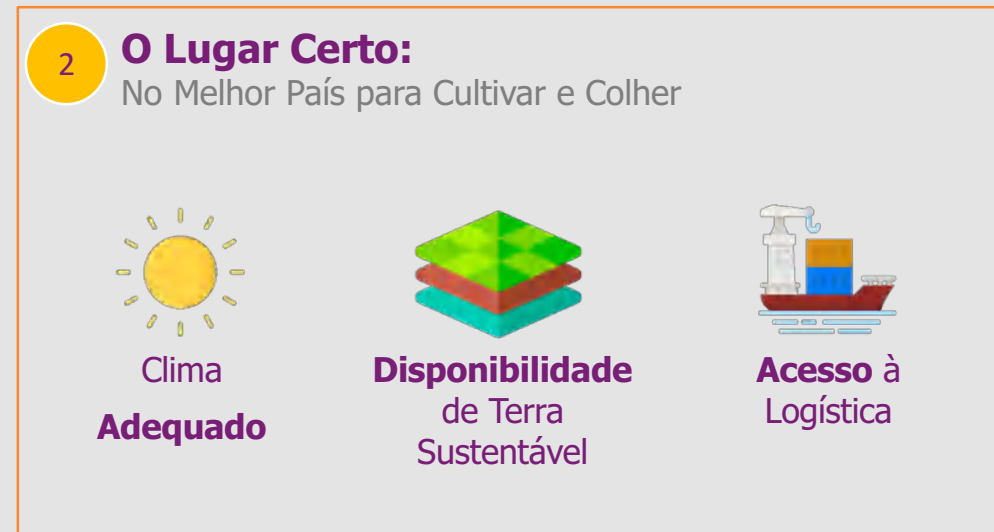 2
O Lugar Certo:
No Melhor País para Cultivar e Colher
Clima
Adequado
Disponibilidade
de Terra
Sustentável
Acesso à
Logística